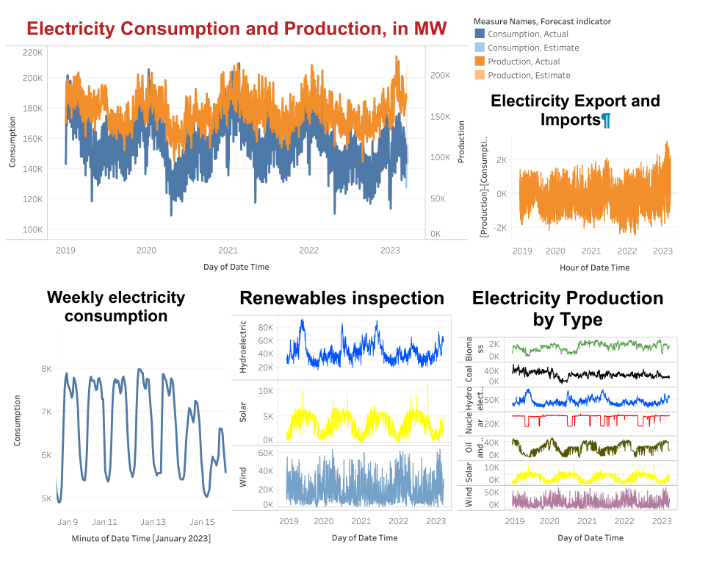 Electricity Consumption and Production, in MW
Measure Names, Forecast indicator
Consumption, Actual
Consumption, Estimate
Production, Actual
Production, Estimate
220K
200K
180K
160K
140K
120K
100K
Consumption
200K
150K
100K
50K
0K
Production
2019
2020
2021
2022
2023
Day of Date Time
Electircity Export and
Imports¶
[Production]-[Consumpti..
2K
0K
-2K
2019
2020
2021
2022
2023
Hour of Date Time
Weekly electricity
consumption
Consumption
8K
7K
6K
5K
Jan 9
Jan 11
Jan 13
Jan 15
Minute of Date Time [January 2023]
Renewables inspection
Hydroelectric
80K
60K
40K
20K
Solar
10K
5K
0K
Wind
60K
40K
20K
0K
2019
2020
2021
2022
2023
Day of Date Time
Electricity Production
by Type
Bioma
ss
2K
0K
Coal
40K
0K
Hydro
elect..
50K
Nucle
ar
20K
Oil
and..
40K
0K
Solar
10K
0K
Wind
50K
0K
2019
2020
2021
2022
2023
Day of Date Time